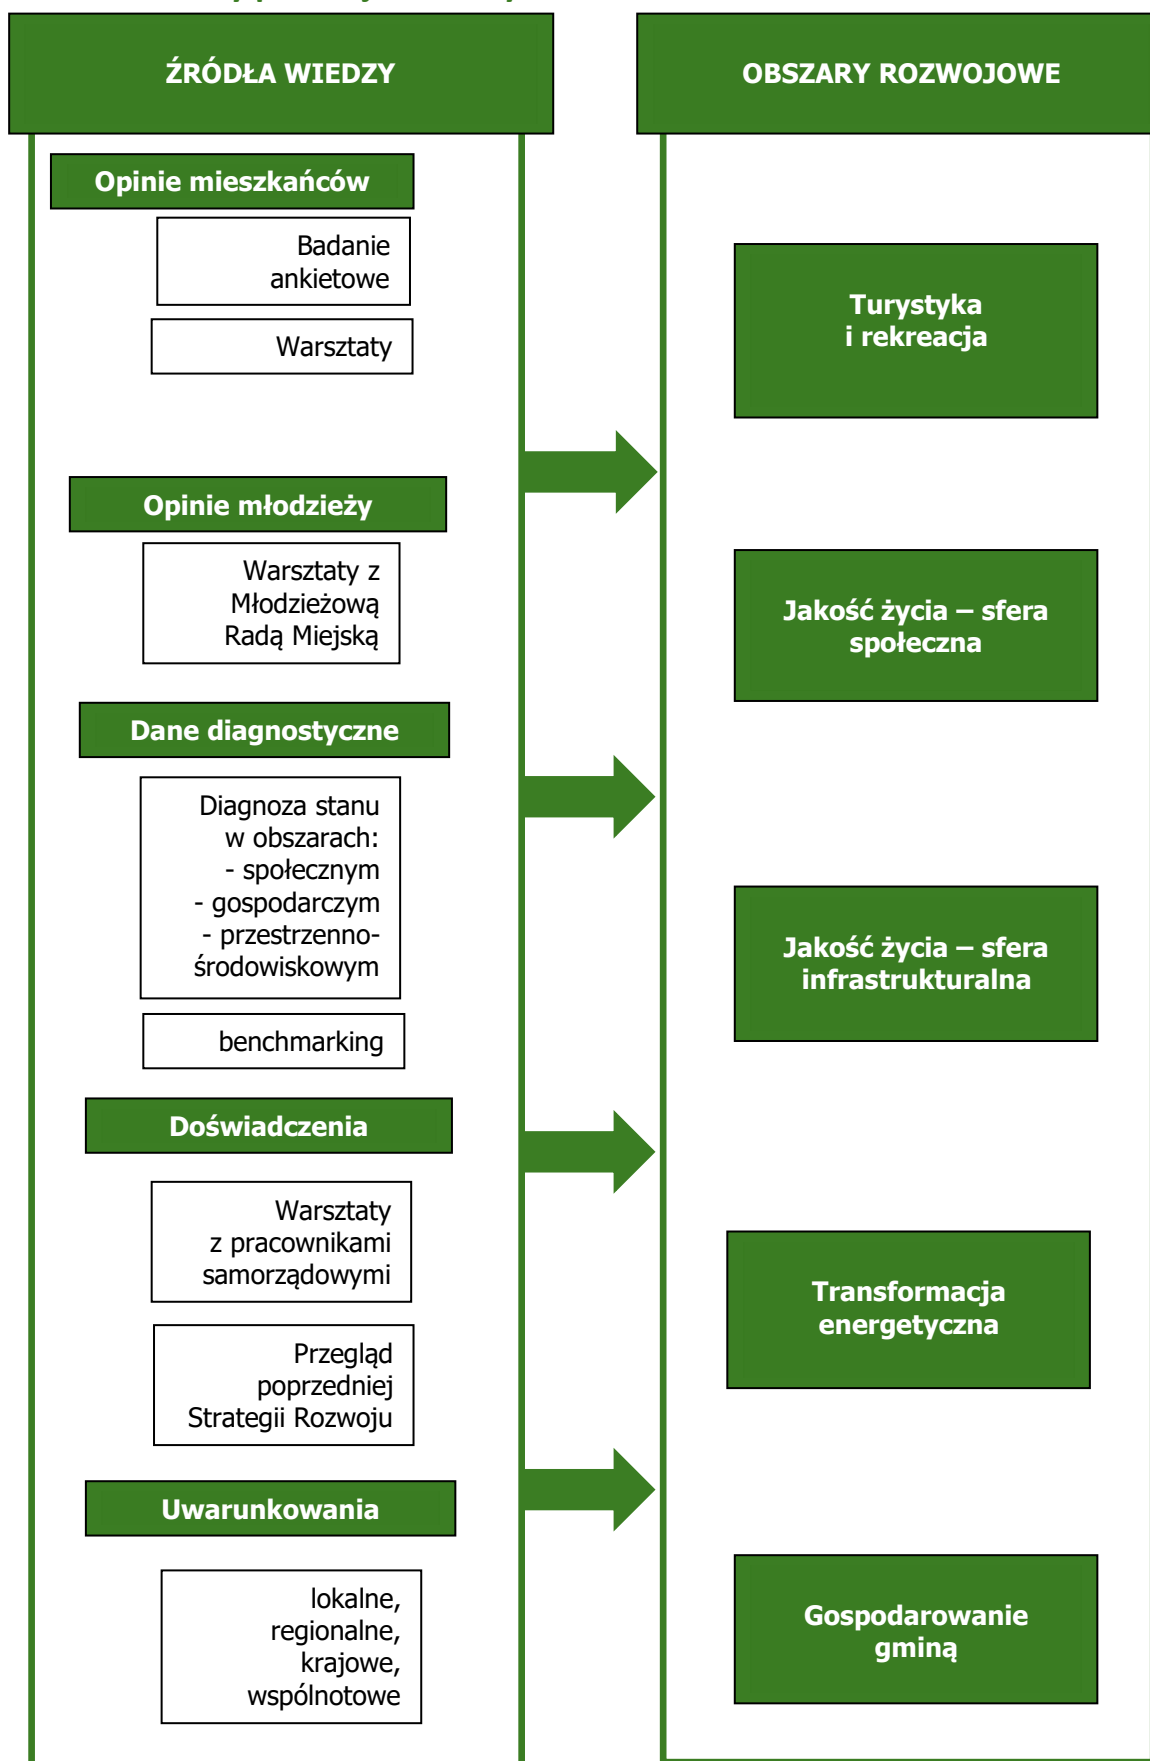 ŹRÓDŁA WIEDZY
Opinie mieszkańców
Badanie
ankietowe
Warsztaty
Opinie młodzieży
Warsztaty z
Młodzieżową
Radą Miejską
Dane diagnostyczne
Diagnoza stanu
w obszarach:
- społecznym
- gospodarczym
- przestrzenno-
środowiskowym
benchmarking
Doświadczenia
Warsztaty
z pracownikami
samorządowymi
Przegląd
poprzedniej
Strategii Rozwoju
Uwarunkowania
lokalne,
regionalne,
krajowe,
wspólnotowe
OBSZARY ROZWOJOWE
Turystyka
i rekreacja
Jakość życia – sfera
społeczna
Jakość życia – sfera
infrastrukturalna
Transformacja
energetyczna
Gospodarowanie
gminą